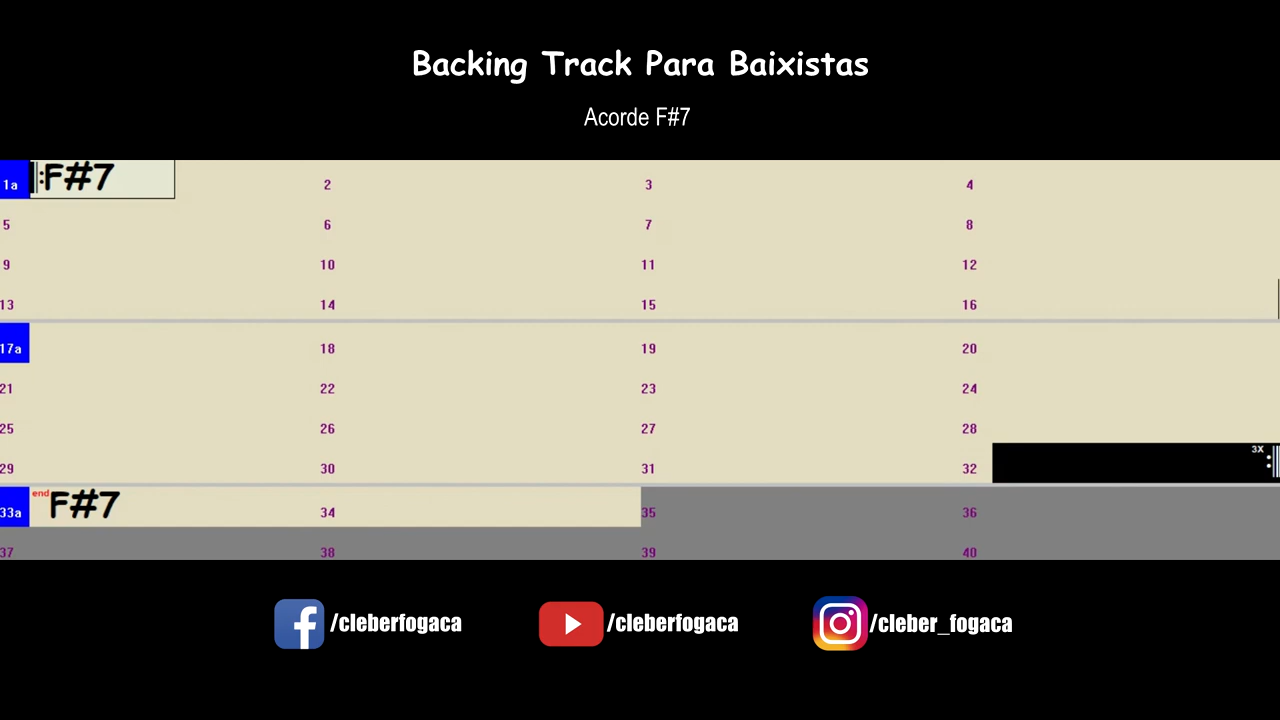 Backing Track Para Baixistas
Acorde F#7
1a F#7 2 3 4
5 6 7 8
9 10 11 12
13 14 15 16
17a 18 19 20
21 22 23 24
25 26 27 28
29 30 31 32 3X
33a end F#7 34 35 36
37 38 39 40
/cleberfogaca /cleberfogaca /cleber_fogaca